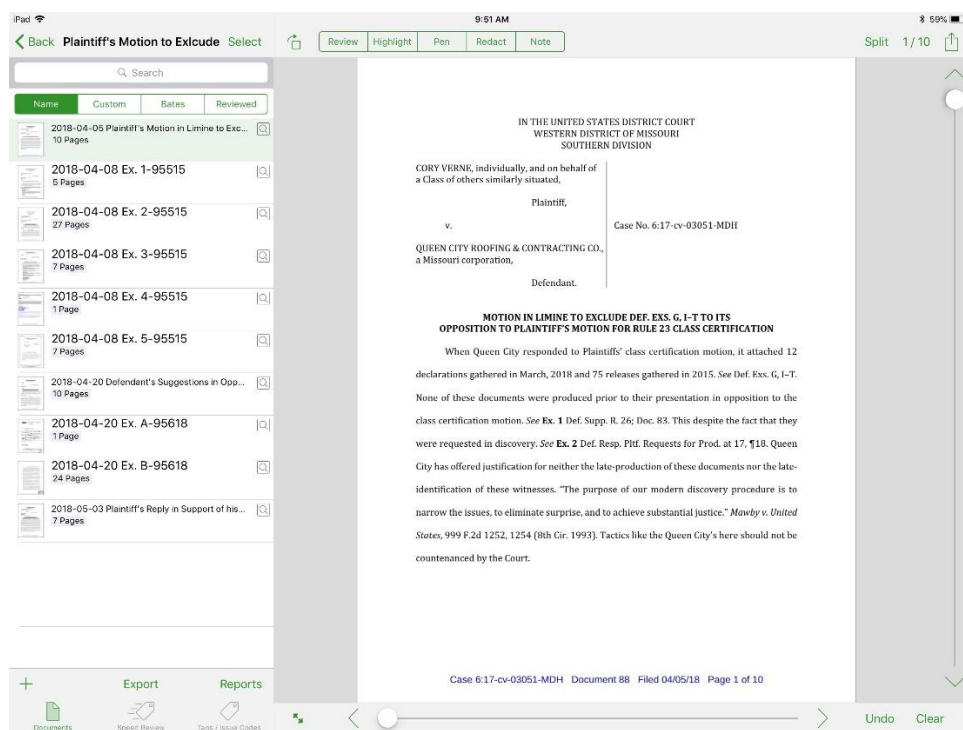 iPad
9:51 AM
59%
Back
Plaintiff's Motion to Exlcude
Select
Review
Highlight
Pen
Redact
Note
Split
1/10
Search
Name
Custom
Bates
Reviewed
2018-04-05 Plaintiff's Motion in Limine to Exc...
10 Pages
2018-04-08 Ex. 1-95515
5 Pages
2018-04-08 Ex. 2-95515
27 Pages
2018-04-08 Ex. 3-95515
7 Pages
2018-04-08 Ex. 4-95515
1 Page
2018-04-08 Ex. 5-95515
7 Pages
2018-04-20 Defendant's Suggestions in Opp...
10 Pages
2018-04-20 Ex. A-95618
1 Page
2018-04-20 Ex. B-95618
24 Pages
2018-05-03 Plaintiff's Reply in Support of his...
7 Pages
+
Export
Reports
Documents
Speed Review
Tags / Issue Codes
IN THE UNITED STATES DISTRICT COURT
WESTERN DISTRICT OF MISSOURI
SOUTHERN DIVISION
CORY VERNE, individually, and on behalf of
a Class of others similarly situated,
Plaintiff,
v.
Case No. 6:17-cv-03051-MDH
QUEEN CITY ROOFING & CONTRACTING CO.,
a Missouri corporation,
Defendant.
MOTION IN LIMINE TO EXCLUDE DEF. EXS. G, I–T TO ITS
OPPOSITION TO PLAINTIFF'S MOTION FOR RULE 23 CLASS CERTIFICATION
When Queen City responded to Plaintiffs' class certification motion, it attached 12
declarations gathered in March, 2018 and 75 releases gathered in 2015. See Def. Exs. G, I–T.
None of these documents were produced prior to their presentation in opposition to the
class certification motion. See Ex. 1 Def. Supp. R. 26; Doc. 83. This despite the fact that they
were requested in discovery. See Ex. 2 Def. Resp. Pltf. Requests for Prod. at 17, ¶18. Queen
City has offered justification for neither the late-production of these documents nor the late-
identification of these witnesses. "The purpose of our modern discovery procedure is to
narrow the issues, to eliminate surprise, and to achieve substantial justice." Mawby v. United
States, 999 F.2d 1252, 1254 (8th Cir. 1993). Tactics like the Queen City's here should not be
countenanced by the Court.
Case 6:17-cv-03051-MDH Document 88 Filed 04/05/18 Page 1 of 10
Undo
Clear